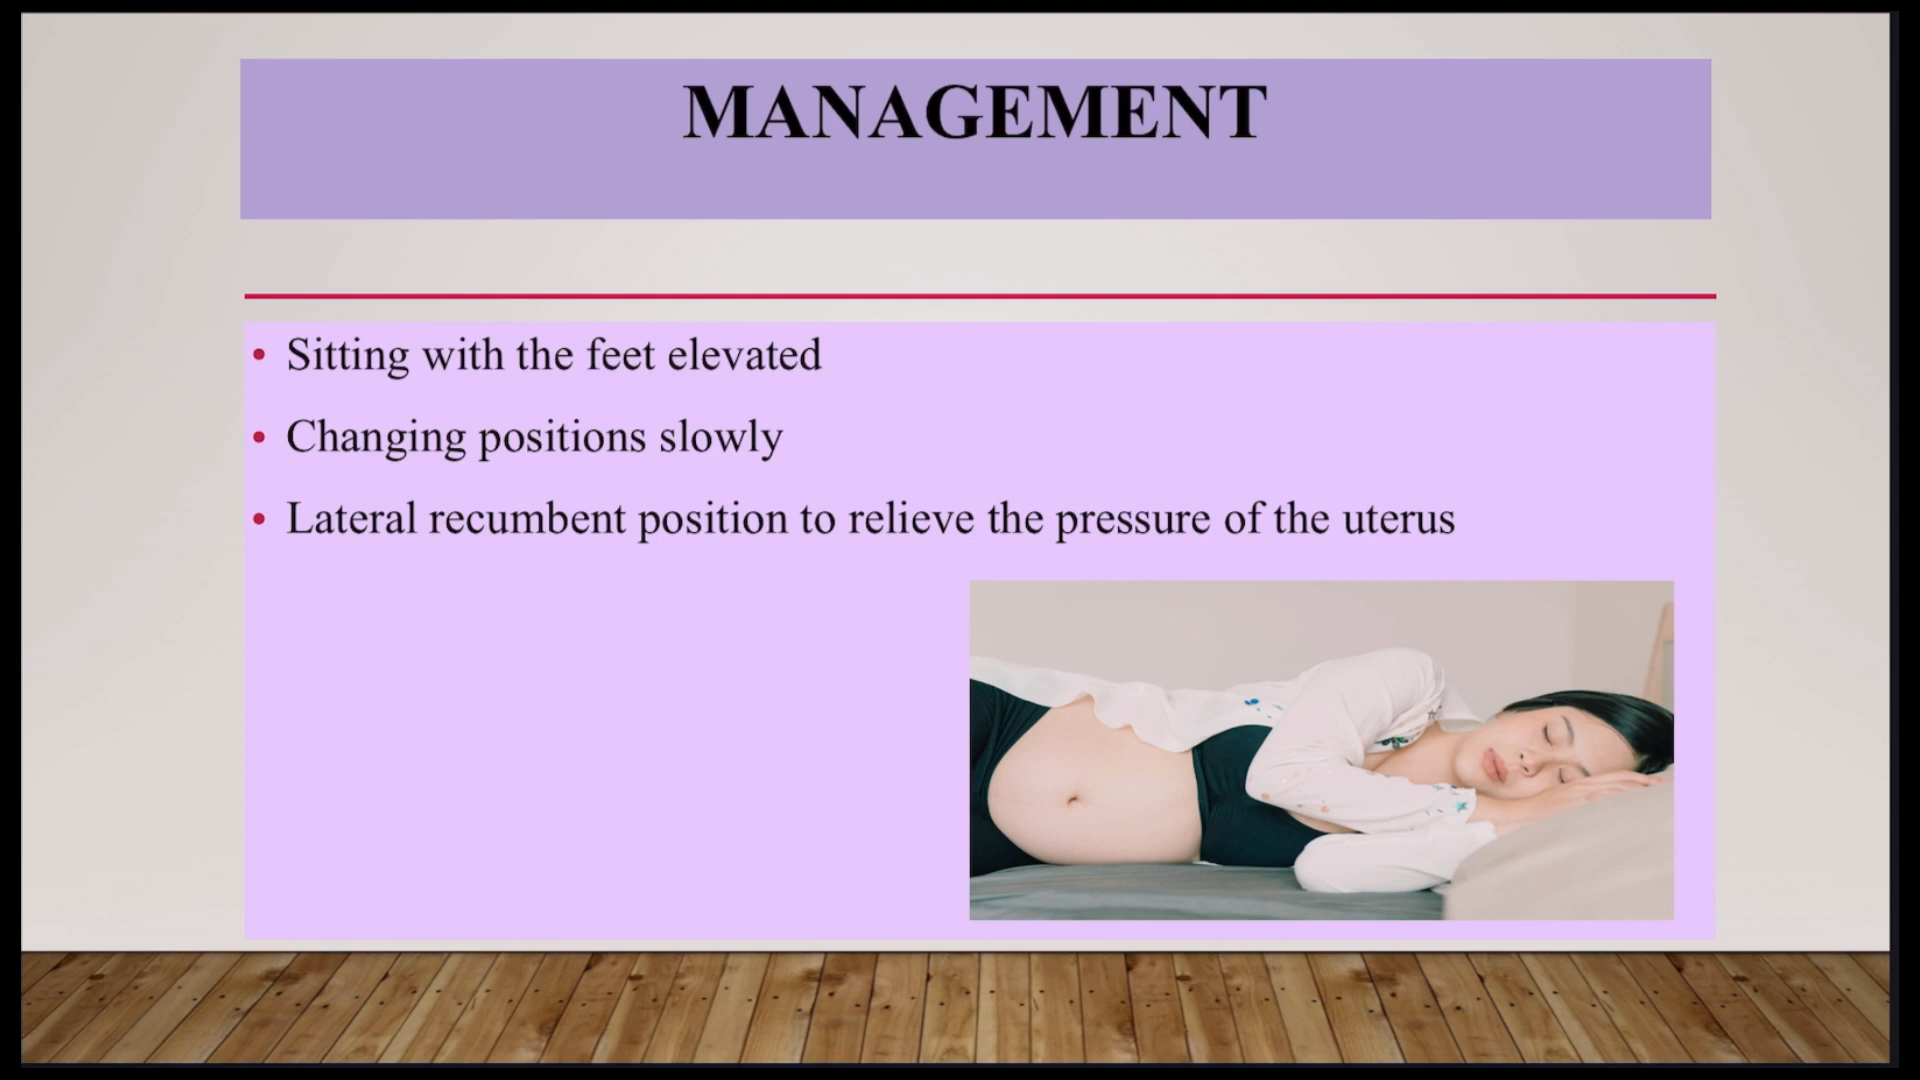 MANAGEMENT
• Sitting with the feet elevated
• Changing positions slowly
• Lateral recumbent position to relieve the pressure of the uterus